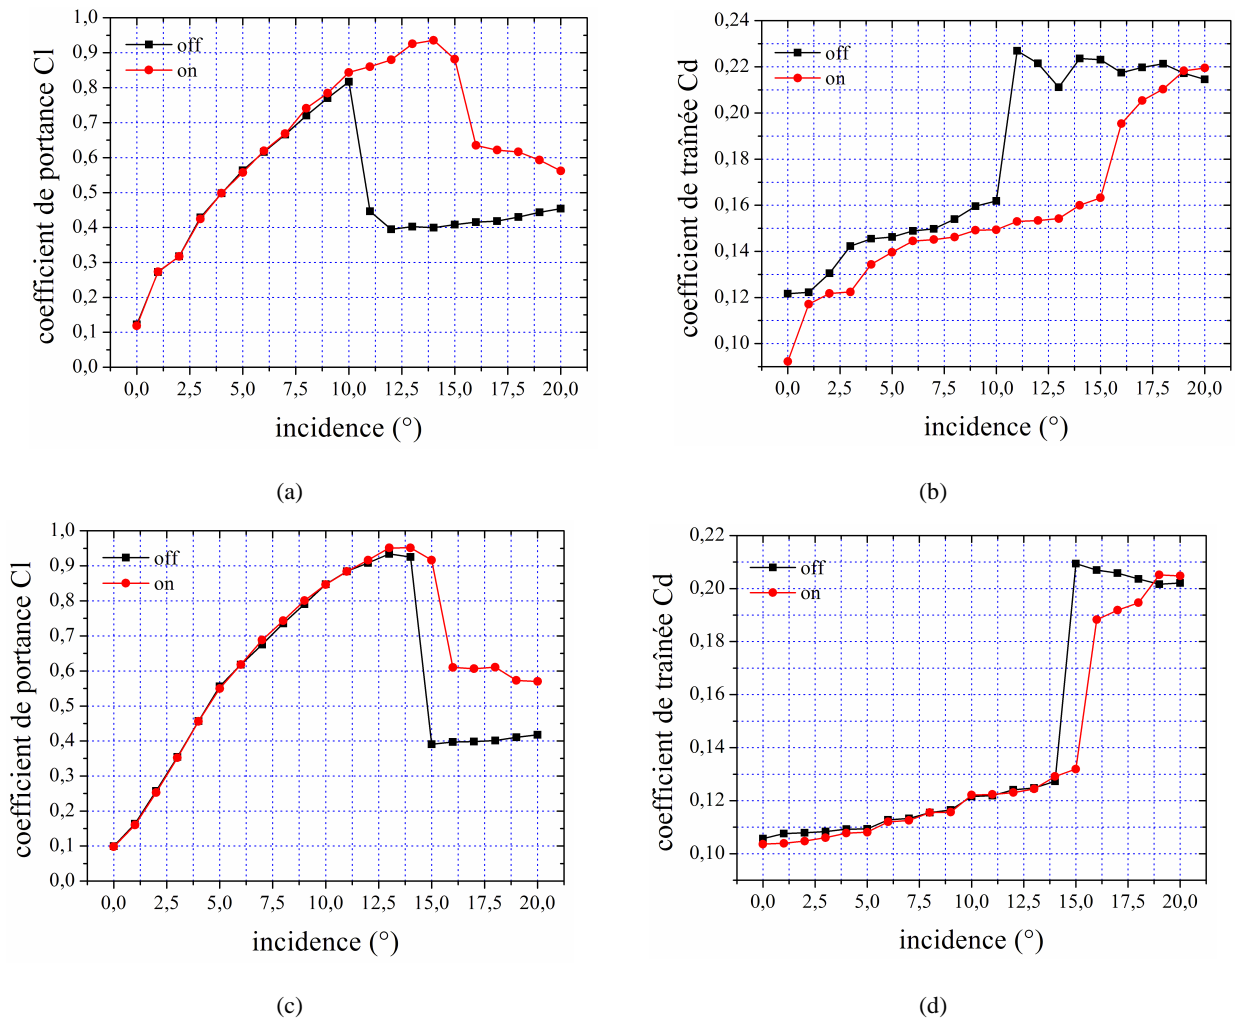 1,0
0,9
0,8
0,7
0,6
0,5
0,4
0,3
0,2
0,1
0,0
coefficient de portance Cl
off
on
0,0 2,5 5,0 7,5 10,0 12,5 15,0 17,5 20,0
incidence (°)
(a)
0,24
0,22
0,20
0,18
0,16
0,14
0,12
0,10
coefficient de traînée Cd
off
on
0,0 2,5 5,0 7,5 10,0 12,5 15,0 17,5 20,0
incidence (°)
(b)
1,0
0,9
0,8
0,7
0,6
0,5
0,4
0,3
0,2
0,1
0,0
coefficient de portance Cl
off
on
0,0 2,5 5,0 7,5 10,0 12,5 15,0 17,5 20,0
incidence (°)
(c)
0,22
0,20
0,18
0,16
0,14
0,12
0,10
coefficient de traînée Cd
off
on
0,0 2,5 5,0 7,5 10,0 12,5 15,0 17,5 20,0
incidence (°)
(d)